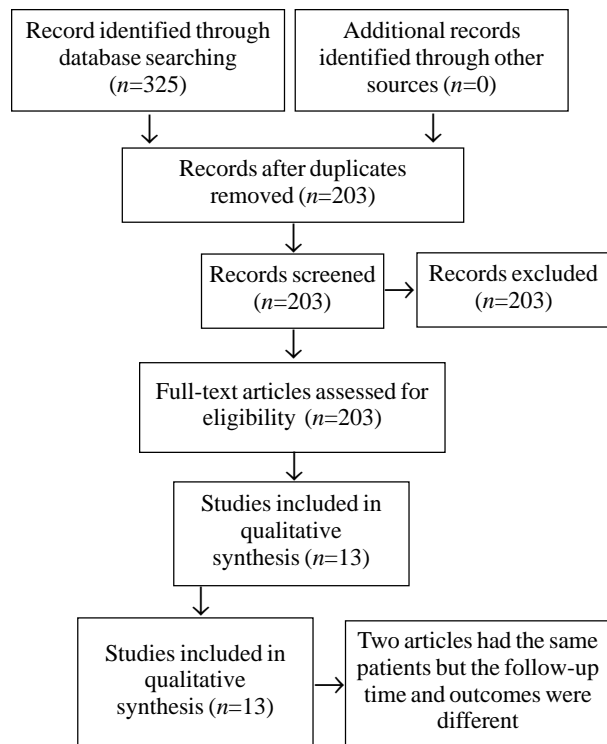 Record identified through
database searching
(n=325)
Additional records
identified through other
sources (n=0)
Records after duplicates
removed (n=203)
Records screened
(n=203)
Records excluded
(n=203)
Full-text articles assessed for
eligibility (n=203)
Studies included in
qualitative
synthesis (n=13)
Studies included in
qualitative
synthesis (n=13)
Two articles had the same
patients but the follow-up
time and outcomes were
different